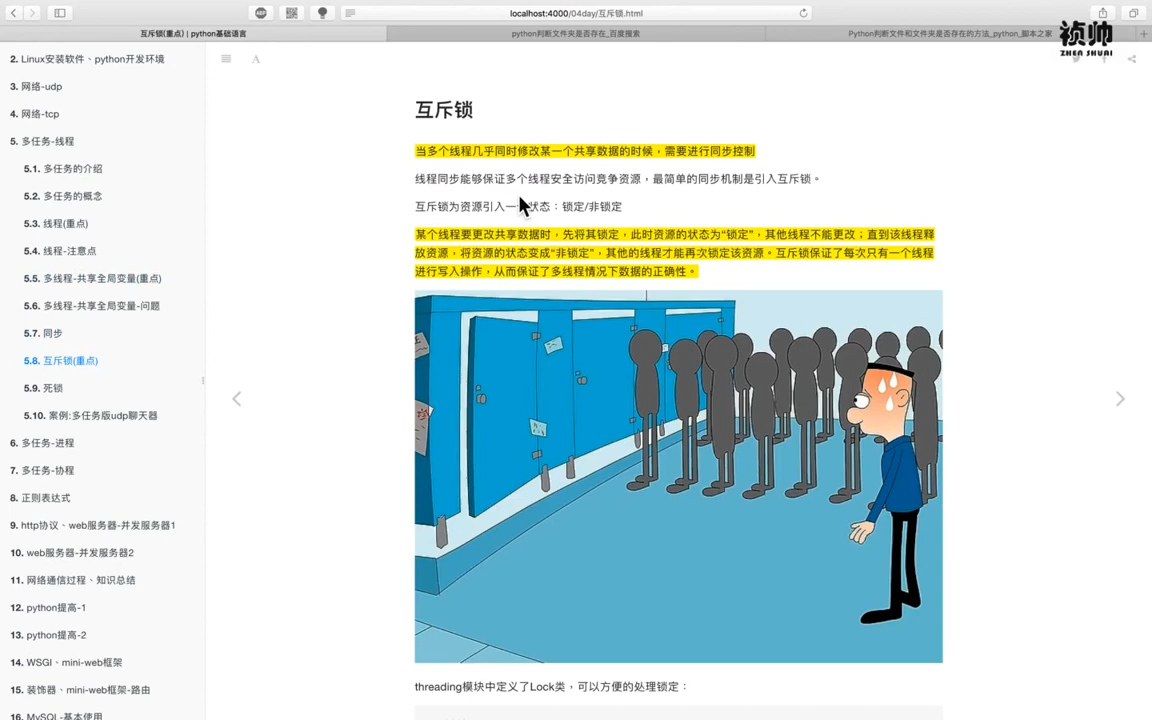 localhost:4000/04day/互斥锁.html
互斥锁(重点) | python基础语言
python判断文件夹是否存在_百度搜索
Python判断文件和文件夹是否存在的方法_python_脚本之家
祯帅
ZHEN SHUAI
ABP
A
2. Linux安装软件、python开发环境
3. 网络-udp
4. 网络-tcp
5. 多任务-线程
5.1. 多任务的介绍
5.2. 多任务的概念
5.3. 线程(重点)
5.4. 线程-注意点
5.5. 多线程-共享全局变量(重点)
5.6. 多线程-共享全局变量-问题
5.7. 同步
5.8. 互斥锁(重点)
5.9. 死锁
5.10. 案例:多任务版udp聊天器
6. 多任务-进程
7. 多任务-协程
8. 正则表达式
9. http协议、web服务器-并发服务器1
10. web服务器-并发服务器2
11. 网络通信过程、知识总结
12. python提高-1
13. python提高-2
14. WSGI、mini-web框架
15. 装饰器、mini-web框架-路由
16. MySQL-基本使用
互斥锁
当多个线程几乎同时修改某一个共享数据的时候，需要进行同步控制
线程同步能够保证多个线程安全访问竞争资源，最简单的同步机制是引入互斥锁。
互斥锁为资源引入一 状态：锁定/非锁定
某个线程要更改共享数据时，先将其锁定，此时资源的状态为“锁定”，其他线程不能更改；直到该线程释
放资源，将资源的状态变成“非锁定”，其他的线程才能再次锁定该资源。互斥锁保证了每次只有一个线程
进行写入操作，从而保证了多线程情况下数据的正确性。
threading模块中定义了Lock类，可以方便的处理锁定：